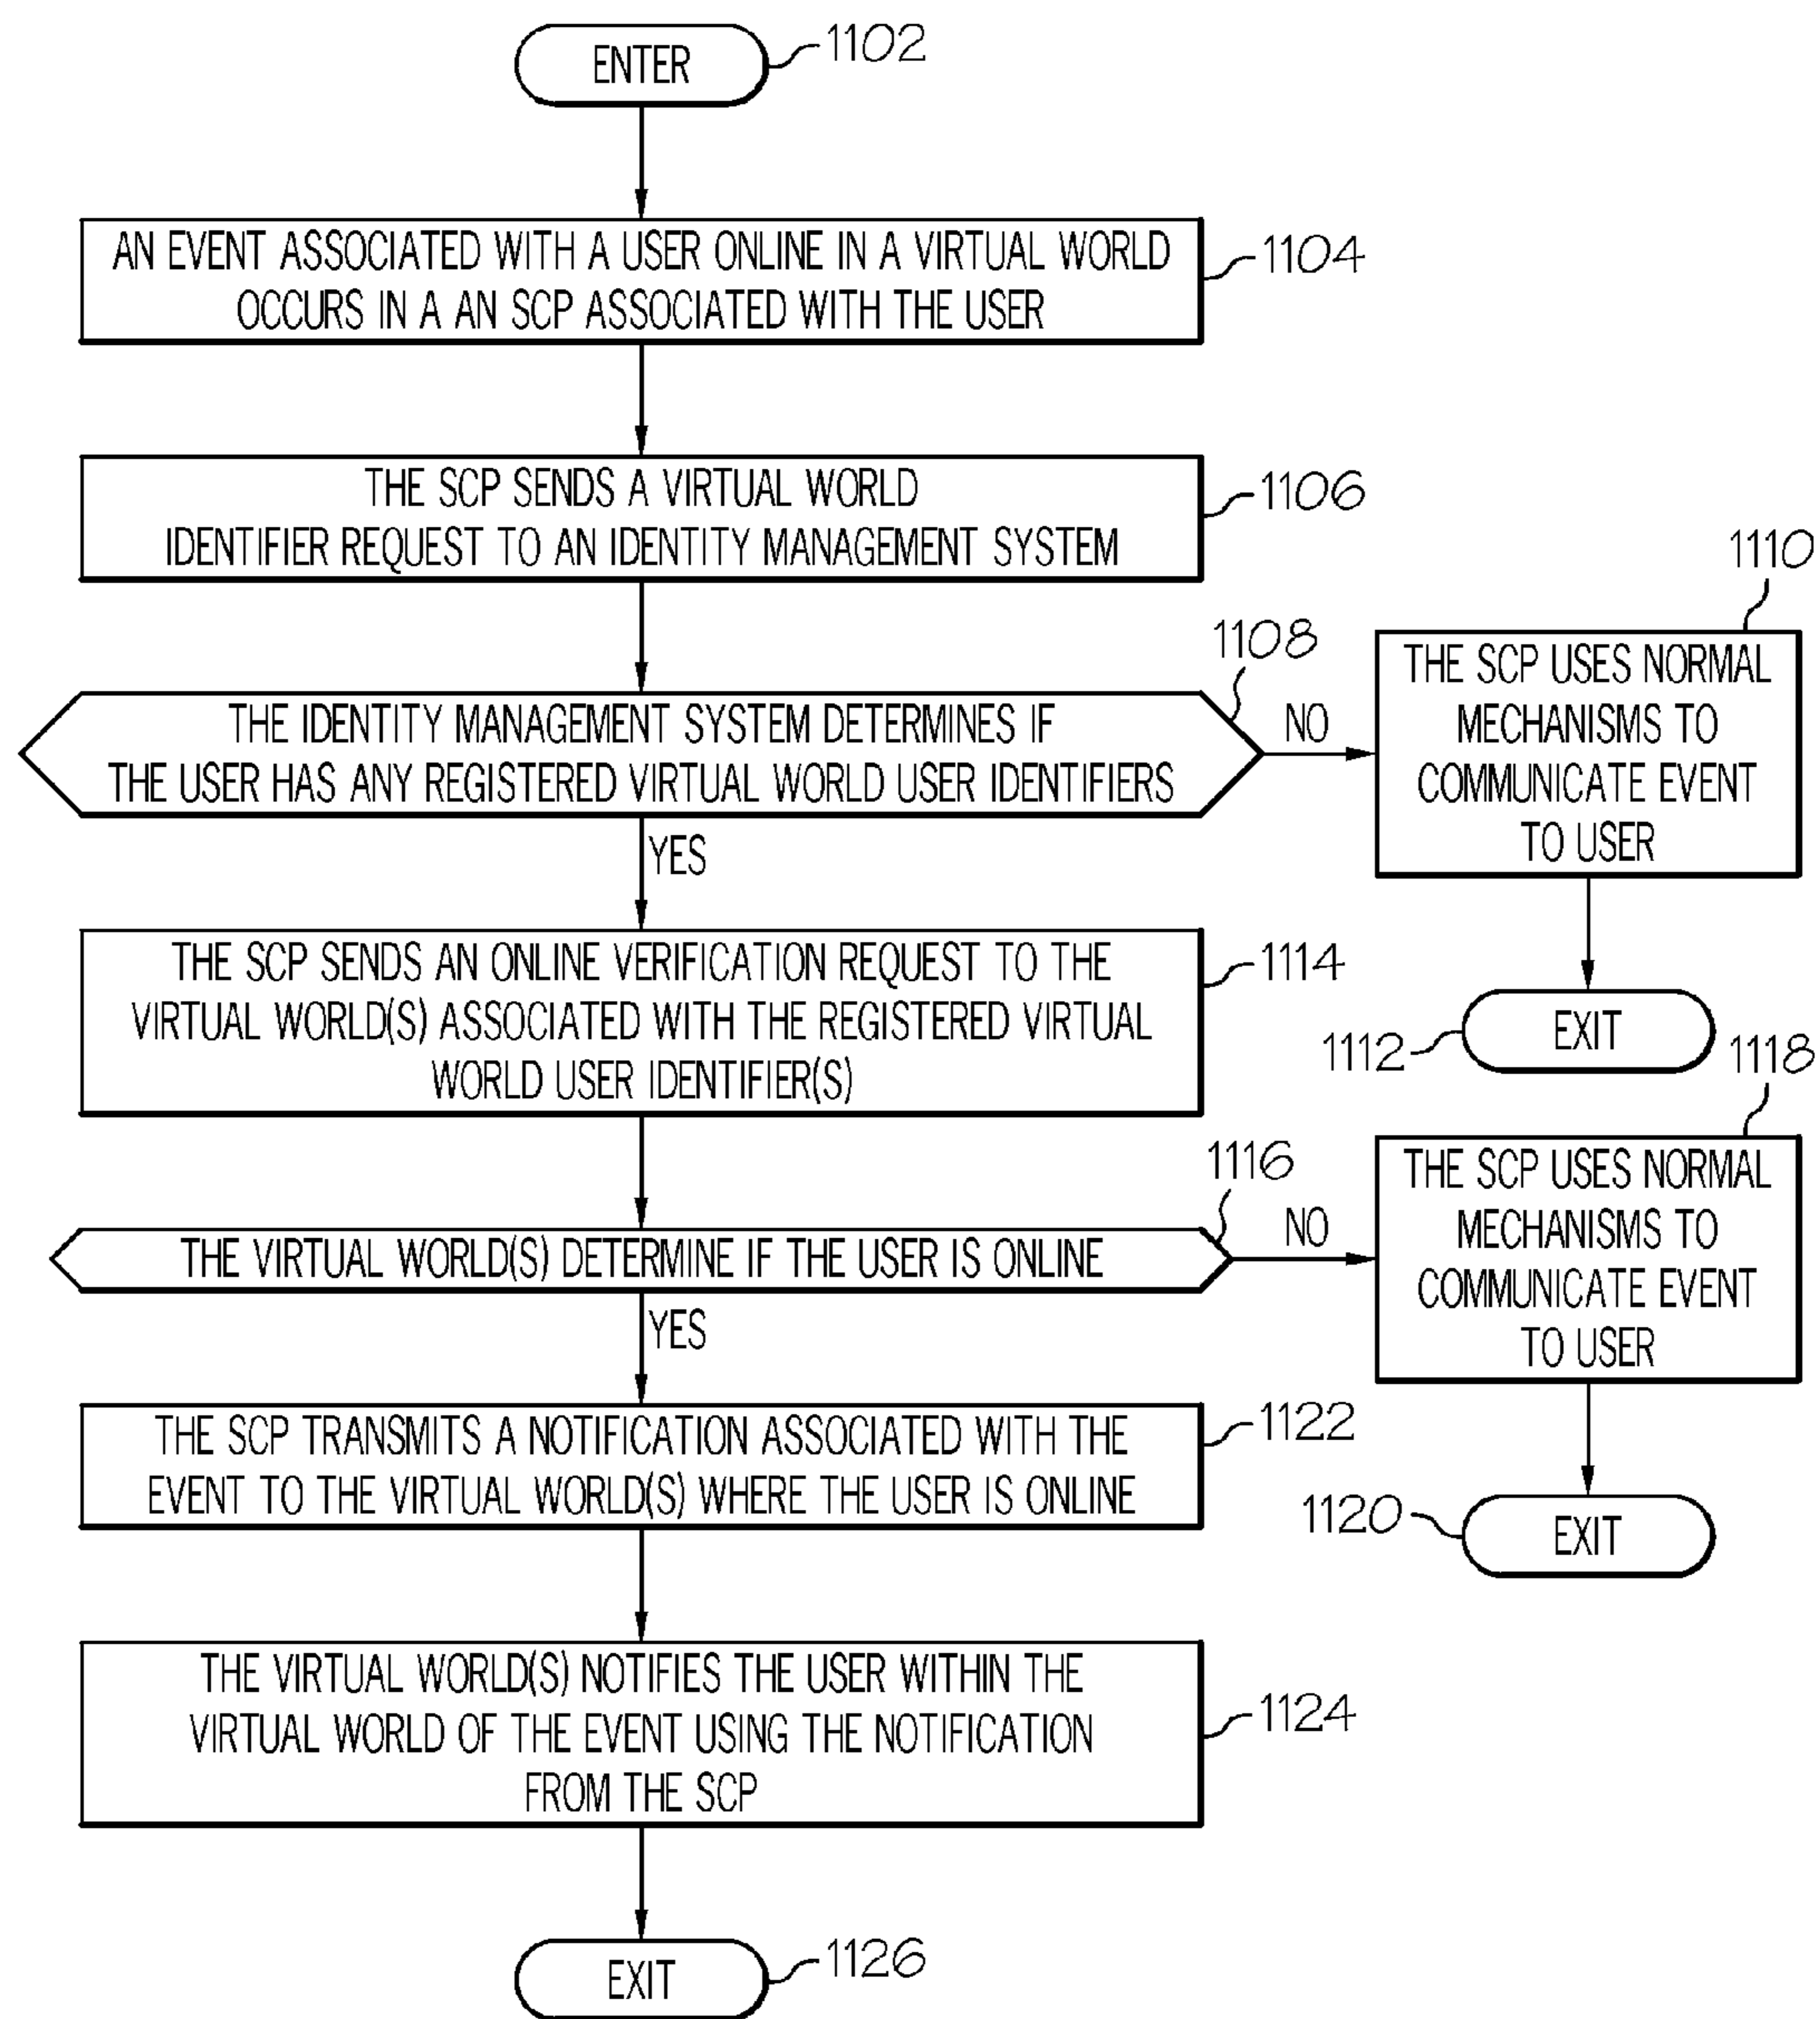 ENTER
1102
AN EVENT ASSOCIATED WITH A USER ONLINE IN A VIRTUAL WORLD
OCCURS IN A AN SCP ASSOCIATED WITH THE USER
1104
THE SCP SENDS A VIRTUAL WORLD
IDENTIFIER REQUEST TO AN IDENTITY MANAGEMENT SYSTEM
1106
THE IDENTITY MANAGEMENT SYSTEM DETERMINES IF
THE USER HAS ANY REGISTERED VIRTUAL WORLD USER IDENTIFIERS
1108
NO
1110
THE SCP USES NORMAL
MECHANISMS TO
COMMUNICATE EVENT
TO USER
EXIT
1112
YES
THE SCP SENDS AN ONLINE VERIFICATION REQUEST TO THE
VIRTUAL WORLD(S) ASSOCIATED WITH THE REGISTERED VIRTUAL
WORLD USER IDENTIFIER(S)
1114
THE VIRTUAL WORLD(S) DETERMINE IF THE USER IS ONLINE
1116
NO
1118
THE SCP USES NORMAL
MECHANISMS TO
COMMUNICATE EVENT
TO USER
EXIT
1120
YES
THE SCP TRANSMITS A NOTIFICATION ASSOCIATED WITH THE
EVENT TO THE VIRTUAL WORLD(S) WHERE THE USER IS ONLINE
1122
THE VIRTUAL WORLD(S) NOTIFIES THE USER WITHIN THE
VIRTUAL WORLD OF THE EVENT USING THE NOTIFICATION
FROM THE SCP
1124
EXIT
1126